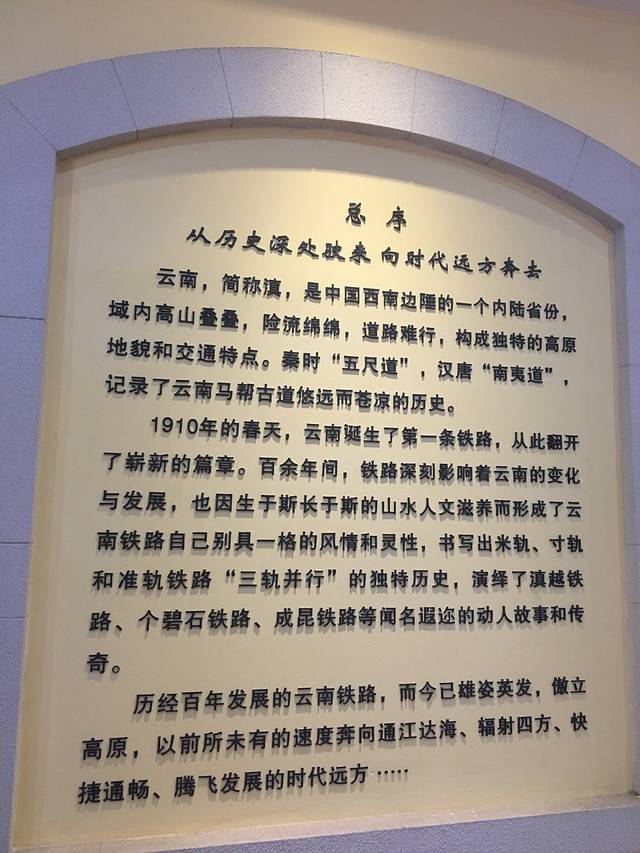 总 序
从历史深处驶来 向时代远方奔去
云南，简称滇，是中国西南边陲的一个内陆省份，
域内高山叠叠，险流绵绵，道路难行，构成独特的高原
地貌和交通特点。秦时“五尺道”，汉唐“南夷道”，
记录了云南马帮古道悠远而苍凉的历史。
1910年的春天，云南诞生了第一条铁路，从此翻开
了崭新的篇章。百余年间，铁路深刻影响着云南的变化
与发展，也因生于斯长于斯的山水人文滋养而形成了云
南铁路自己别具一格的风情和灵性，书写出米轨、寸轨
和准轨铁路“三轨并行”的独特历史，演绎了滇越铁
路、个碧石铁路、成昆铁路等闻名遐迩的动人故事和传
奇。
历经百年发展的云南铁路，而今已雄姿英发，傲立
高原，以前所未有的速度奔向通江达海、辐射四方、快
捷通畅、腾飞发展的时代远方·····